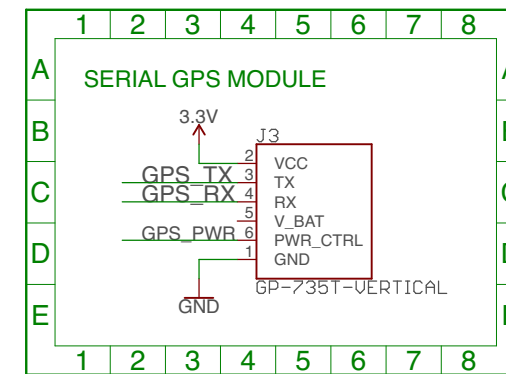 1 2 3 4 5 6 7 8
A
SERIAL GPS MODULE
B
3.3V
J3
2 VCC
GPS_TX 3 TX
C
GPS_RX 4 RX
5 V_BAT
GPS_PWR 6 PWR_CTRL
D
1 GND
GP-735T-VERTICAL
GND
E
1 2 3 4 5 6 7 8